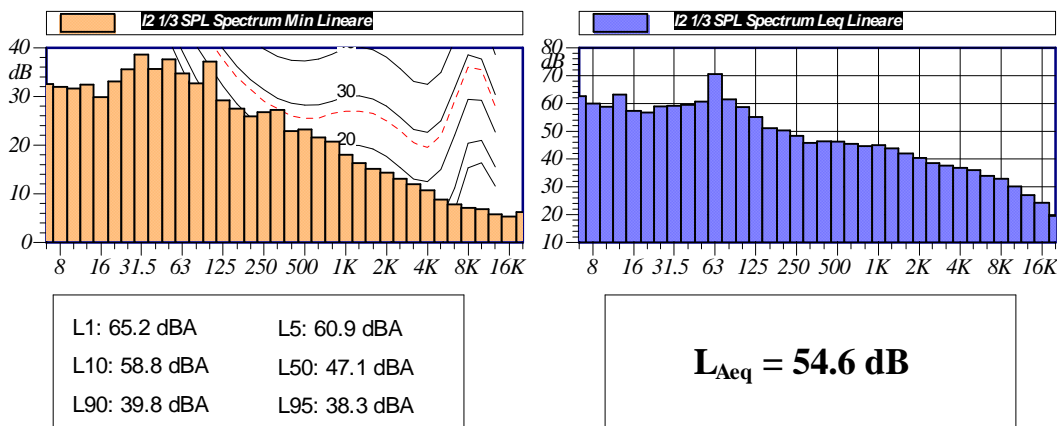 I2 1/3 SPL Spectrum Min Lineare
40
dB
30
20
10
0
30
20
8 16 31.5 63 125 250 500 1K 2K 4K 8K 16K
I2 1/3 SPL Spectrum Leq Lineare
80
dB
70
60
50
40
30
20
10
8 16 31.5 63 125 250 500 1K 2K 4K 8K 16K
L1: 65.2 dBA L5: 60.9 dBA
L10: 58.8 dBA L50: 47.1 dBA
L90: 39.8 dBA L95: 38.3 dBA
LAeq = 54.6 dB